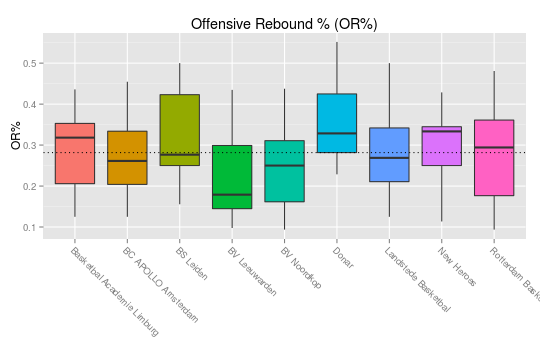 Offensive Rebound % (OR%)
OR%
0.5
0.4
0.3
0.2
0.1
Basketbal Academie Limburg
BC APOLLO Amsterdam
BS Leiden
BV Leeuwarden
BV Noordkop
Donar
Landstede Basketbal
New Heroes
Rotterdam Bask